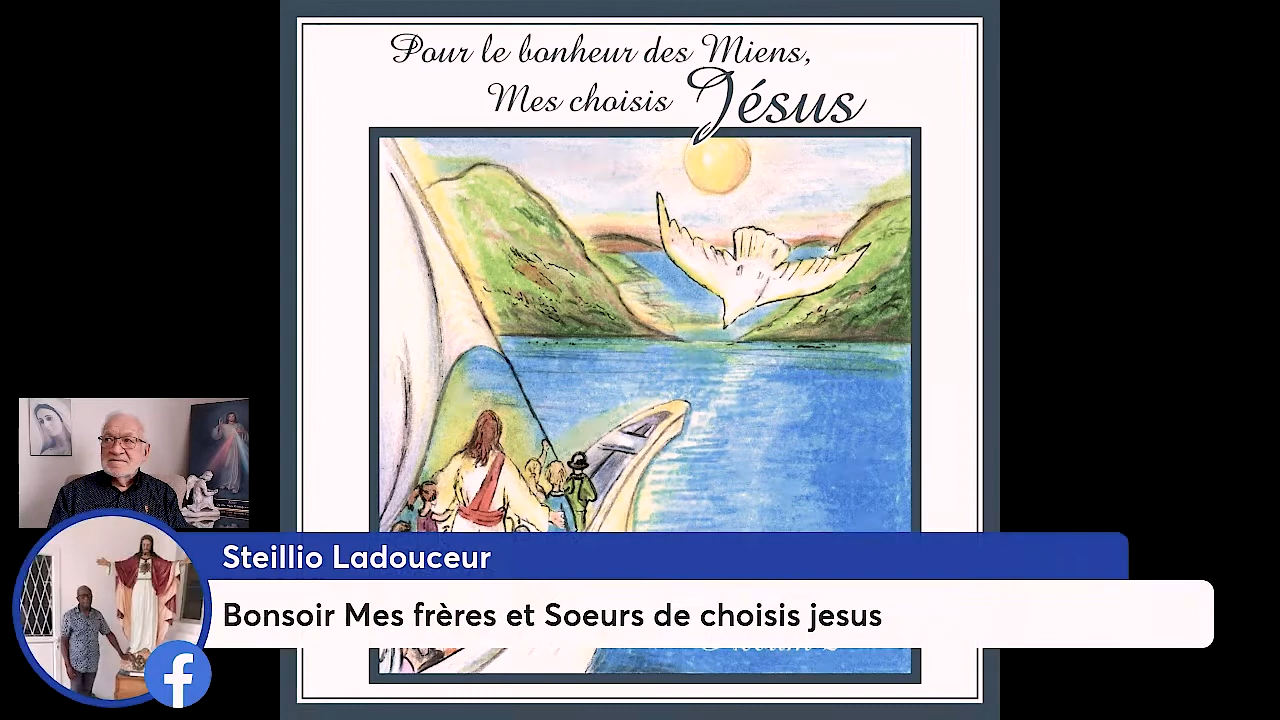 Pour le bonheur des Miens,
Mes choisis Jésus
Steillio Ladouceur
Bonsoir Mes frères et Soeurs de choisis jesus